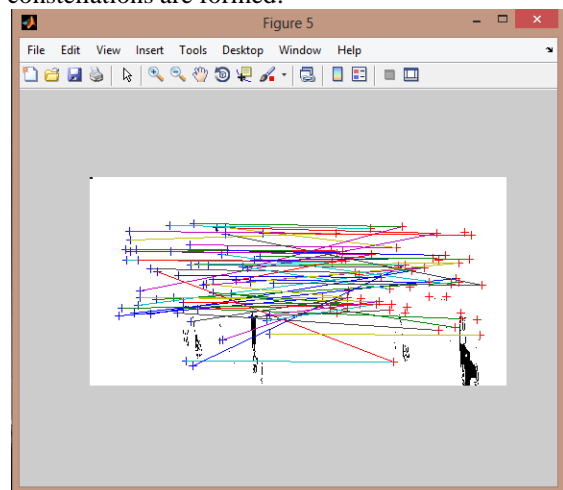 constellations are formed.
Figure 5
File Edit View Insert Tools Desktop Window Help